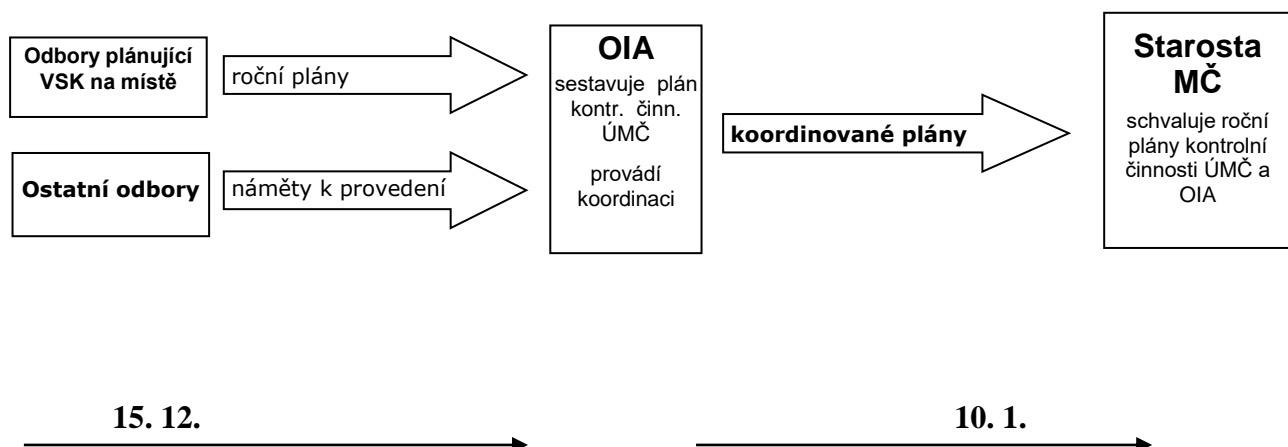 Odbory plánující
VSK na místě
roční plány
Ostatní odbory
náměty k provedení
OIA
sestavuje plán
kontr. činn.
ÚMČ
provádí
koordinaci
koordinované plány
Starosta
MČ
schvaluje roční
plány kontrolní
činnosti ÚMČ a
OIA
15. 12.
10. 1.